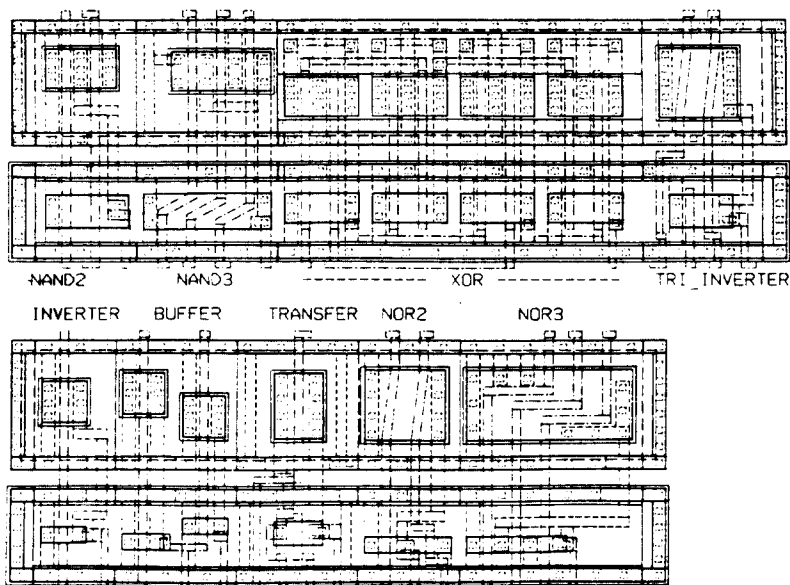 NAND2 NAND3 XOR TRI_INVERTER
INVERTER BUFFER TRANSFER NOR2 NOR3